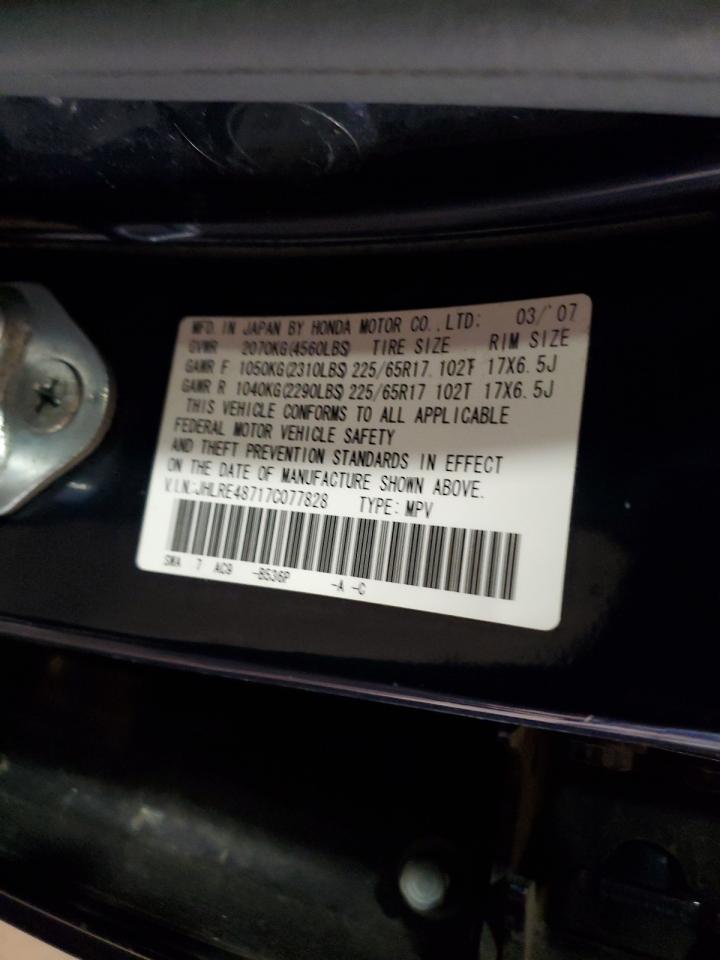 MFD. IN JAPAN BY HONDA MOTOR CO.,LTD: 03/'07
GVWR 2070KG(4560LBS) TIRE SIZE RIM SIZE
GAWR F 1050KG(2310LBS) 225/65R17 102T 17X6.5J
GAWR R 1040KG(2290LBS) 225/65R17 102T 17X6.5J
THIS VEHICLE CONFORMS TO ALL APPLICABLE
FEDERAL MOTOR VEHICLE SAFETY
AND THEFT PREVENTION STANDARDS IN EFFECT
ON THE DATE OF MANUFACTURE SHOWN ABOVE.
V.I.N.:JHLRE48717C077828 TYPE: MPV
SWA 7 AC9 -B536P -A -C